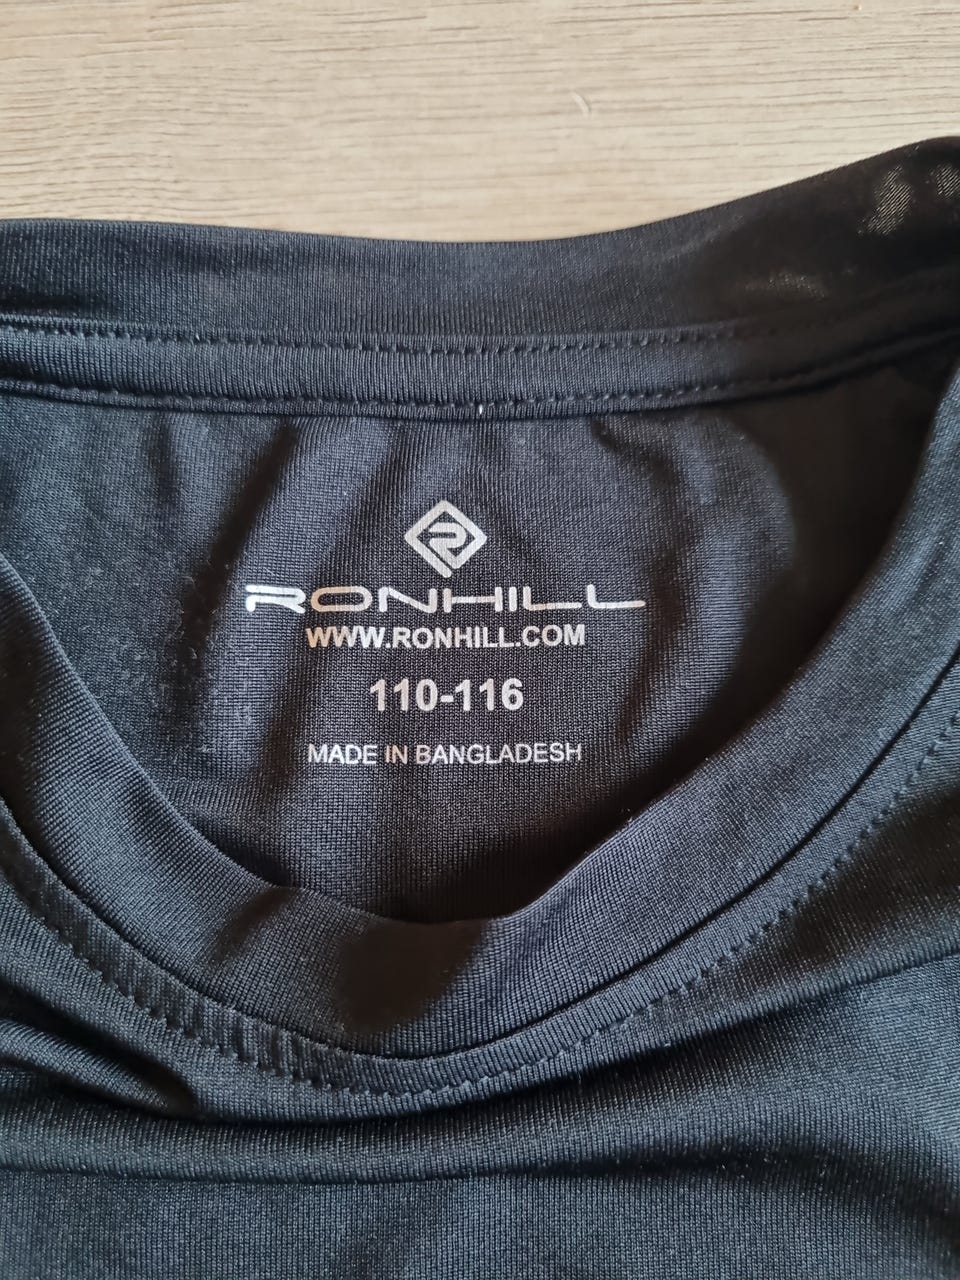 RONHILL
WWW.RONHILL.COM
110-116
MADE IN BANGLADESH